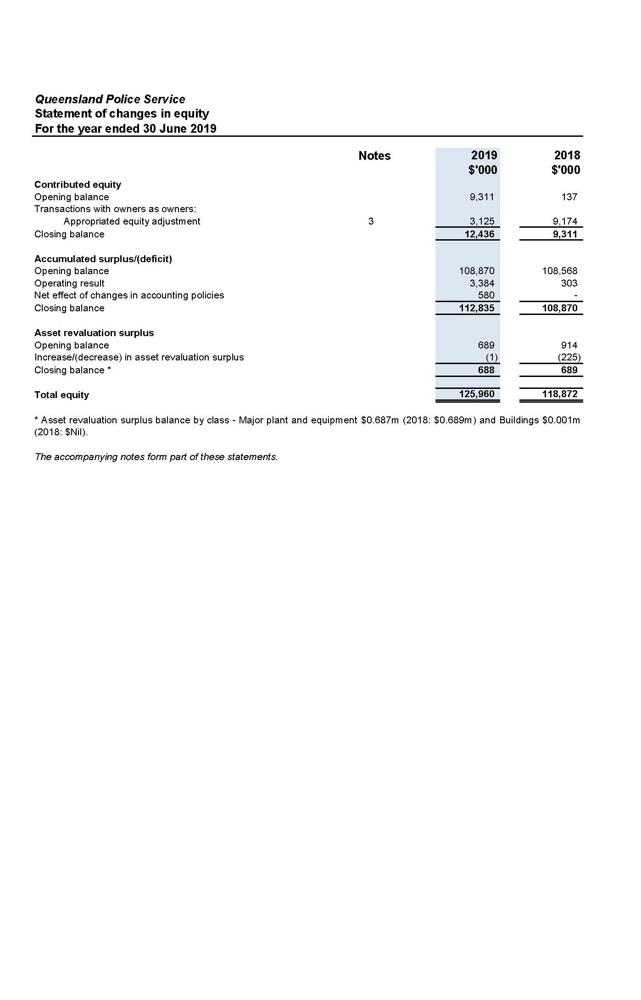 Queensland Police Service
Statement of changes in equity
For the year ended 30 June 2019
Notes 2019 2018
$'000 $'000
Contributed equity
Opening balance 9,311 137
Transactions with owners as owners:
Appropriated equity adjustment 3 3,125 9,174
Closing balance 12,436 9,311
Accumulated surplus/(deficit)
Opening balance 108,870 108,568
Operating result 3,384 303
Net effect of changes in accounting policies 580 -
Closing balance 112,835 108,870
Asset revaluation surplus
Opening balance 689 914
Increase/(decrease) in asset revaluation surplus (1) (225)
Closing balance * 688 689
Total equity 125,960 118,872
* Asset revaluation surplus balance by class - Major plant and equipment $0.687m (2018: $0.689m) and Buildings $0.001m
(2018: $Nil).
The accompanying notes form part of these statements.